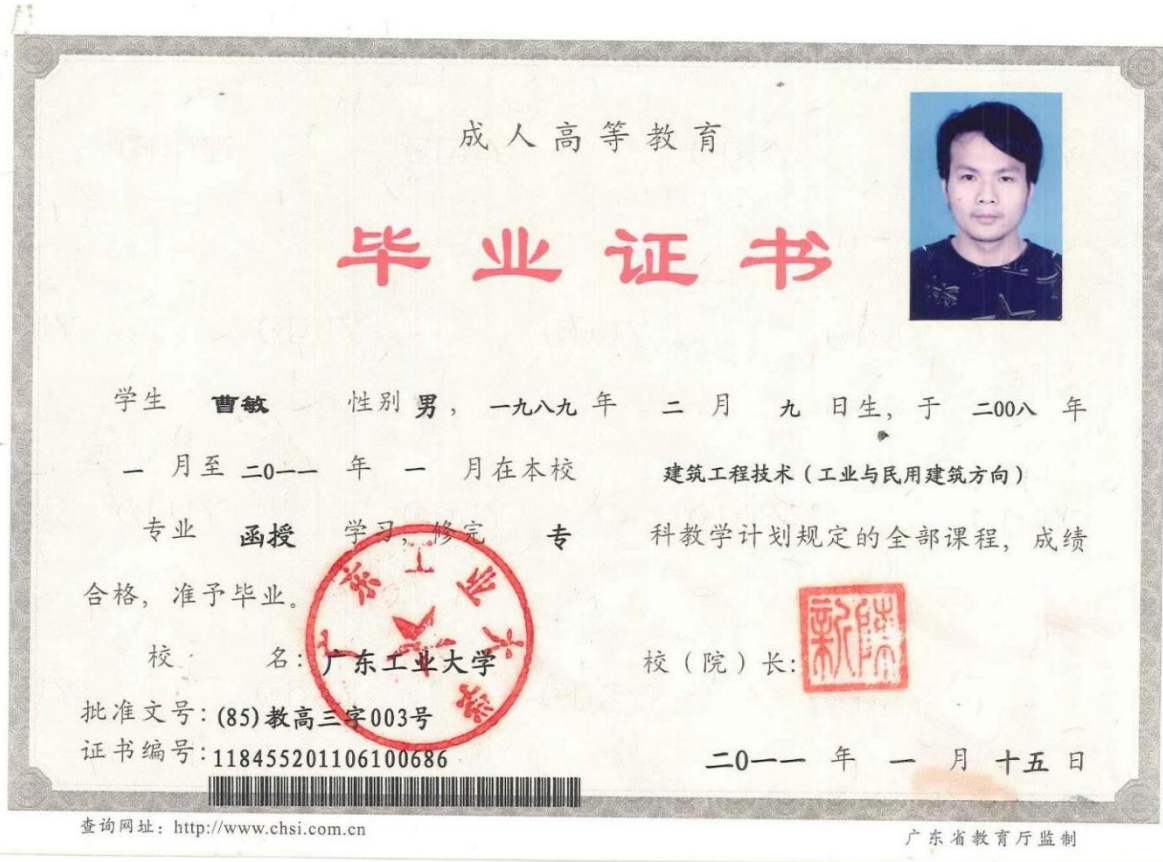 成人高等教育
毕业证书
学生 曹敏 性别 男, 一九八九 年 二 月 九 日生, 于 二00八 年
一 月至 二0一一 年 一 月在本校 建筑工程技术(工业与民用建筑方向)
专业 函授 学习, 修完 专 科教学计划规定的全部课程, 成绩
合格, 准予毕业。
广东工业大学
校 名: 广东工业大学 校(院)长:
批准文号: (85)教高三字003号
证书编号: 118455201106100686
二0一一 年 一 月 十五 日
查询网址: http://www.chsi.com.cn
广东省教育厅监制